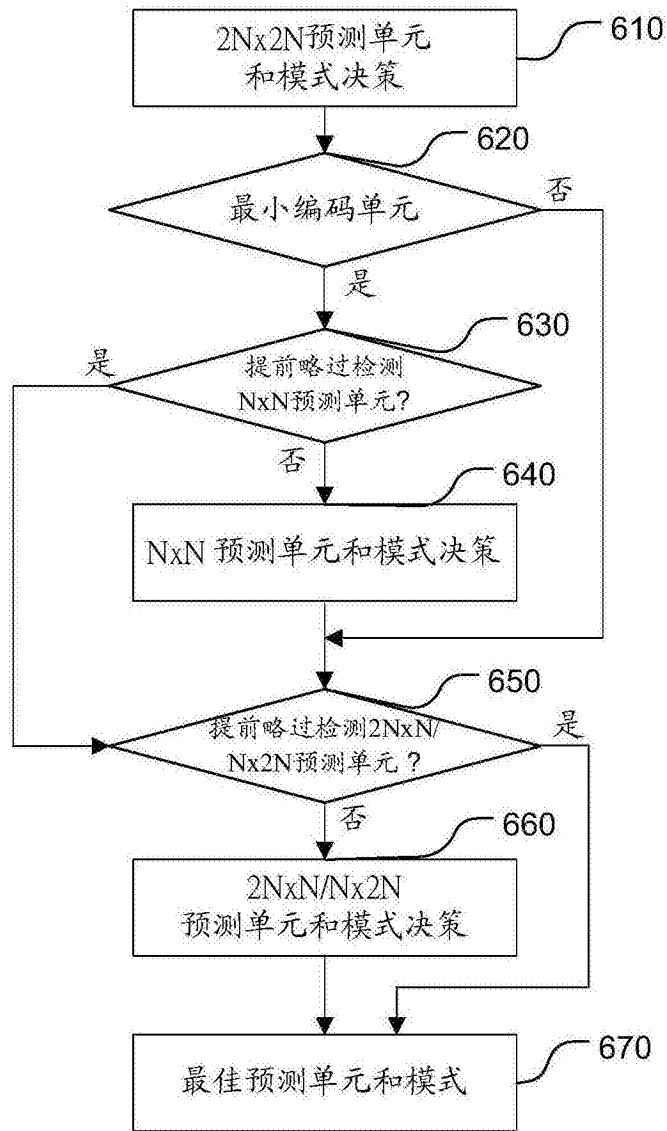 2Nx2N预测单元
和模式决策
610
620
最小编码单元
否
是
630
是
提前略过检测
NxN预测单元?
否
640
NxN 预测单元和模式决策
650
提前略过检测2NxN/
Nx2N预测单元？
是
否
660
2NxN/Nx2N
预测单元和模式决策
670
最佳预测单元和模式